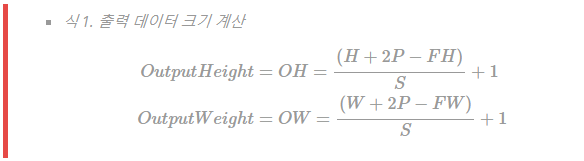 ▪ 식 1. 출력 데이터 크기 계산
OutputHeight = OH = (H + 2P − FH) / S + 1
OutputWeight = OW = (W + 2P − FW) / S + 1